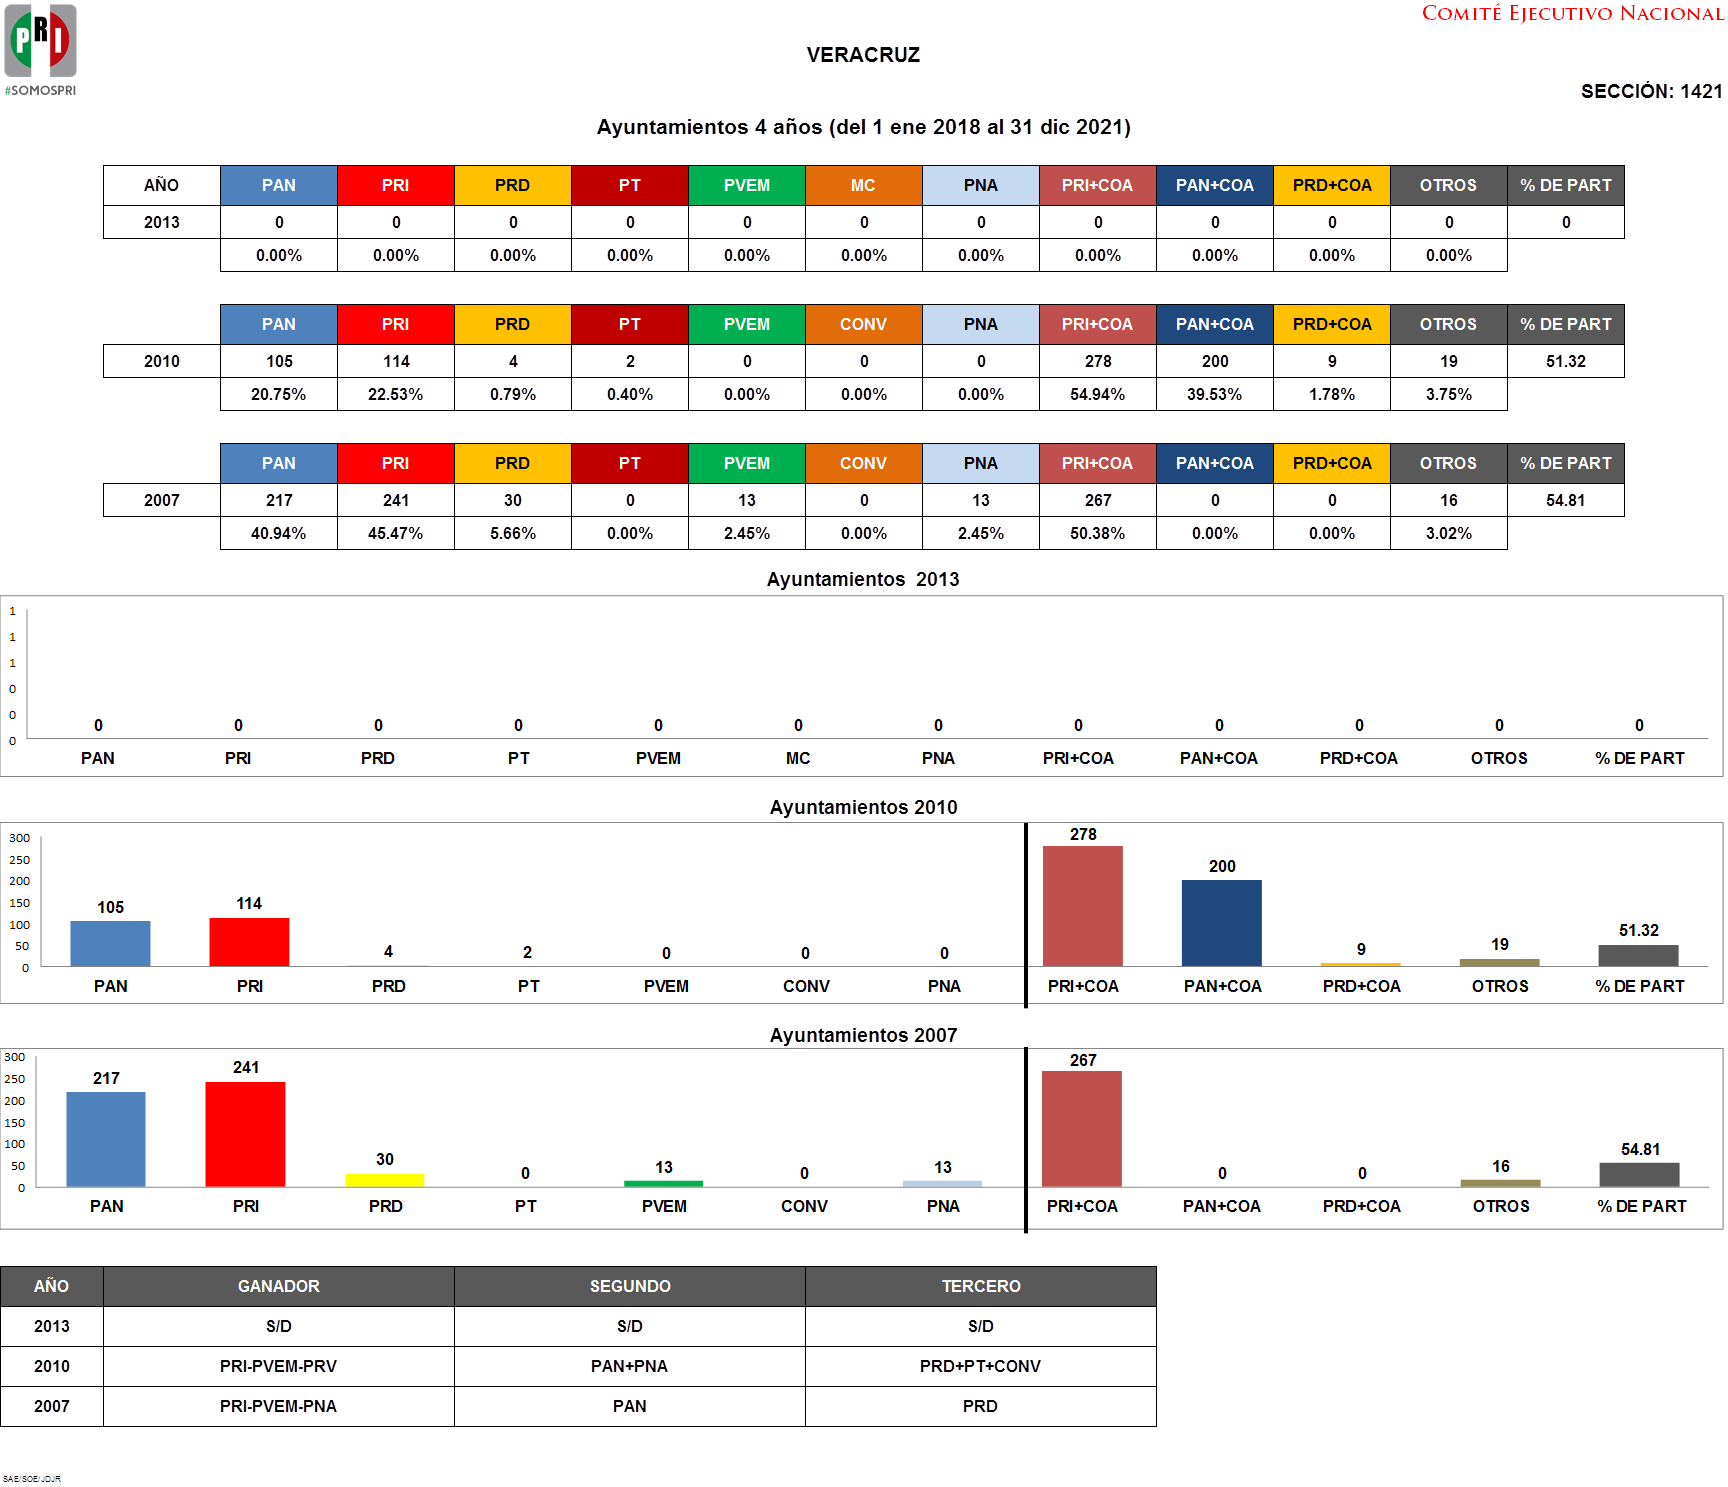 COMITÉ EJECUTIVO NACIONAL
PRI
#SOMOSPRI
VERACRUZ
SECCIÓN: 1421
Ayuntamientos 4 años (del 1 ene 2018 al 31 dic 2021)
AÑO PAN PRI PRD PT PVEM MC PNA PRI+COA PAN+COA PRD+COA OTROS % DE PART
2013 0 0 0 0 0 0 0 0 0 0 0 0
0.00% 0.00% 0.00% 0.00% 0.00% 0.00% 0.00% 0.00% 0.00% 0.00% 0.00%
PAN PRI PRD PT PVEM CONV PNA PRI+COA PAN+COA PRD+COA OTROS % DE PART
2010 105 114 4 2 0 0 0 278 200 9 19 51.32
20.75% 22.53% 0.79% 0.40% 0.00% 0.00% 0.00% 54.94% 39.53% 1.78% 3.75%
PAN PRI PRD PT PVEM CONV PNA PRI+COA PAN+COA PRD+COA OTROS % DE PART
2007 217 241 30 0 13 0 13 267 0 0 16 54.81
40.94% 45.47% 5.66% 0.00% 2.45% 0.00% 2.45% 50.38% 0.00% 0.00% 3.02%
Ayuntamientos 2013
1
1
1
0
0
0
0 0 0 0 0 0 0 0 0 0 0 0
PAN PRI PRD PT PVEM MC PNA PRI+COA PAN+COA PRD+COA OTROS % DE PART
Ayuntamientos 2010
300
250
200
150
100
50
0
105 114 4 2 0 0 0 278 200 9 19 51.32
PAN PRI PRD PT PVEM CONV PNA PRI+COA PAN+COA PRD+COA OTROS % DE PART
Ayuntamientos 2007
300
250
200
150
100
50
0
217 241 30 0 13 0 13 267 0 0 16 54.81
PAN PRI PRD PT PVEM CONV PNA PRI+COA PAN+COA PRD+COA OTROS % DE PART
AÑO GANADOR SEGUNDO TERCERO
2013 S/D S/D S/D
2010 PRI-PVEM-PRV PAN+PNA PRD+PT+CONV
2007 PRI-PVEM-PNA PAN PRD
SAE/SOE/JDJR